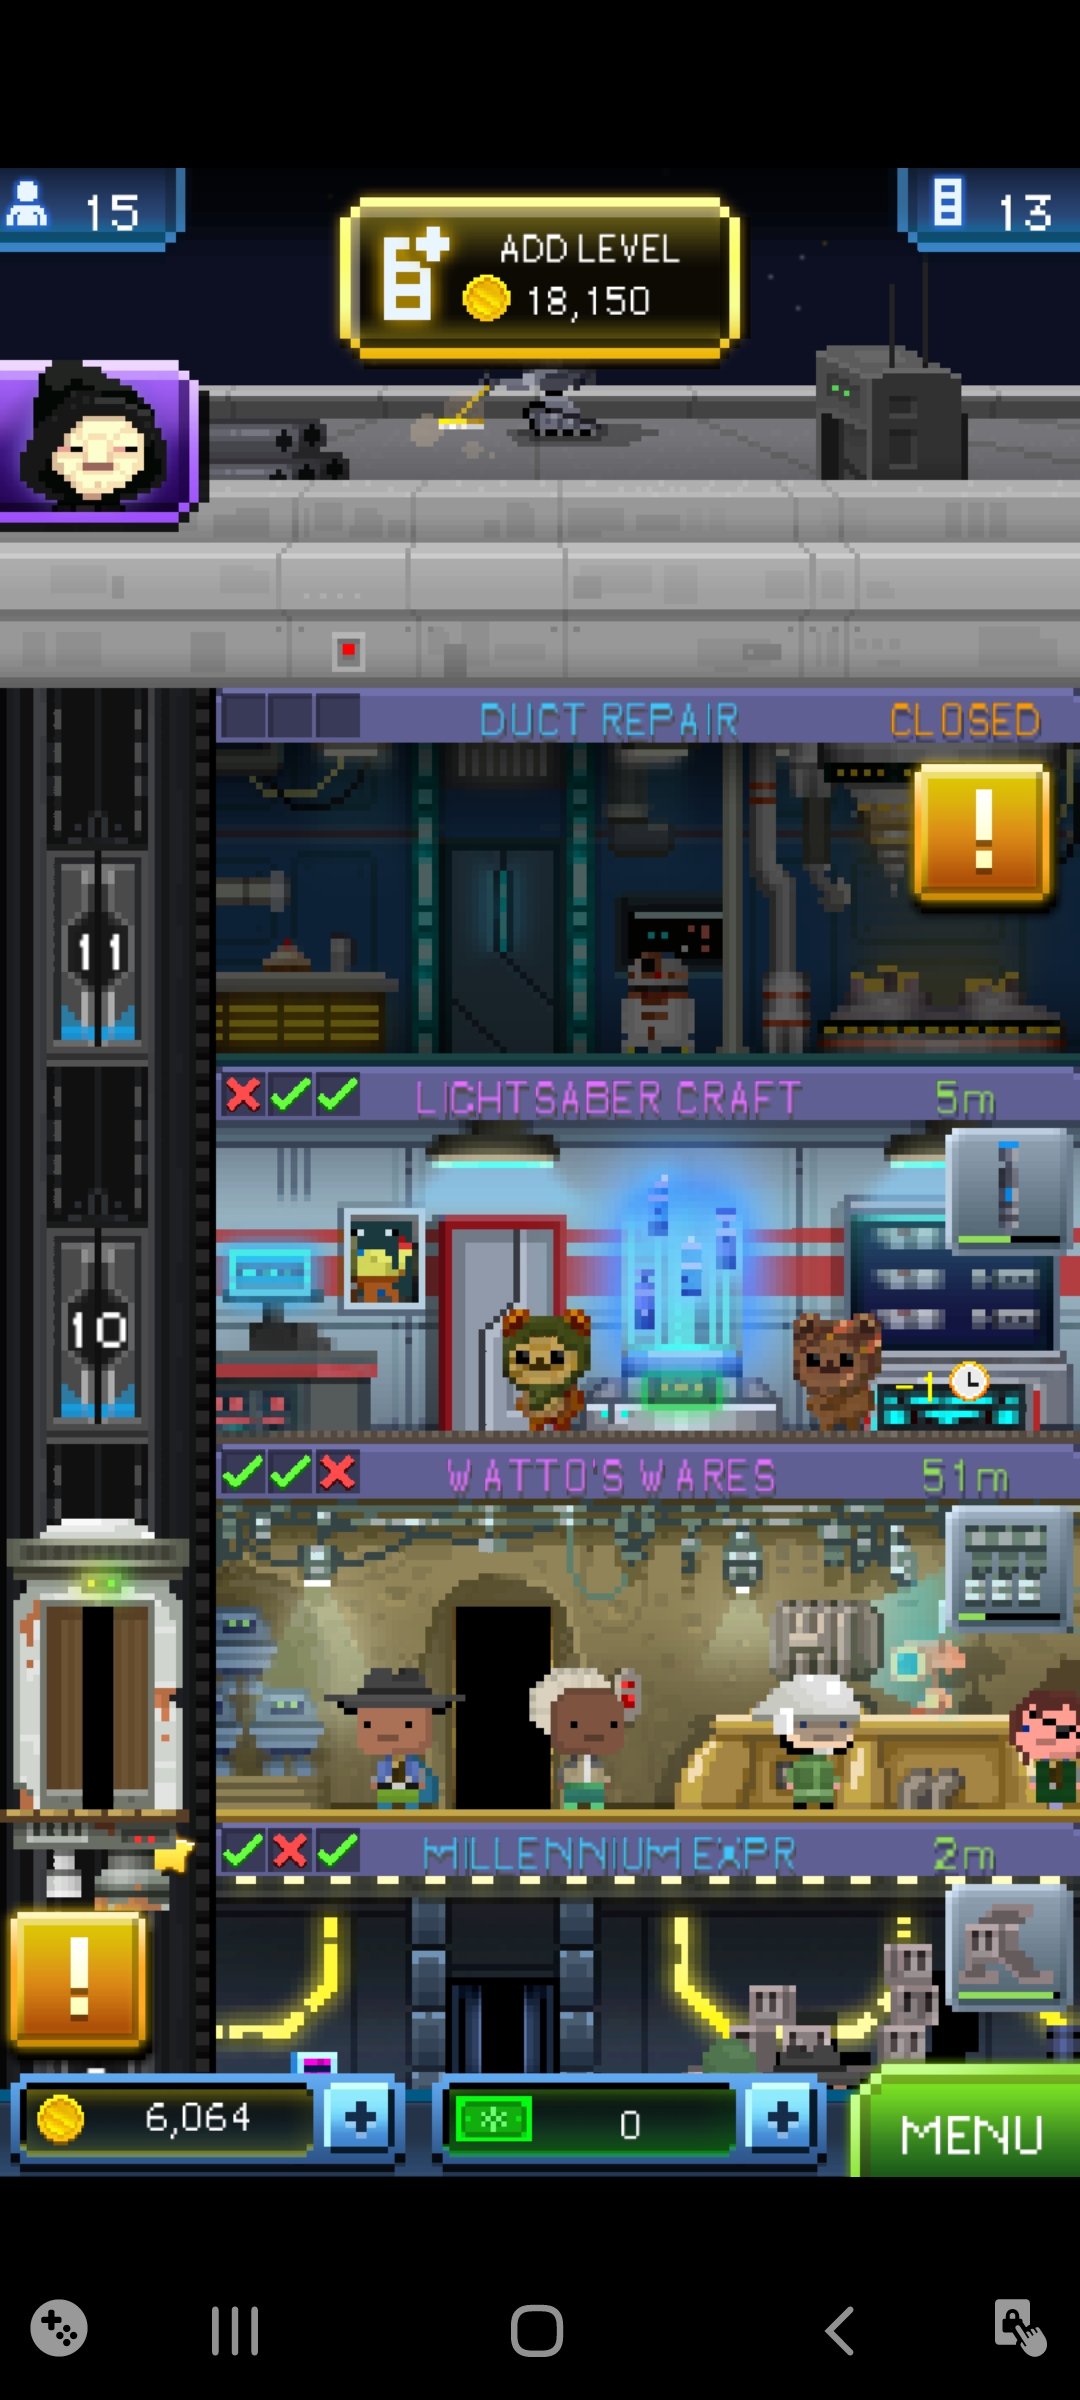 15
ADD LEVEL
18,150
13
DUCT REPAIR
CLOSED
!
11
LIGHTSABER CRAFT
5m
10
-1
WATTO'S WARES
51m
MILLENNIUM EXPR
2m
!
6,064
+
0
+
MENU